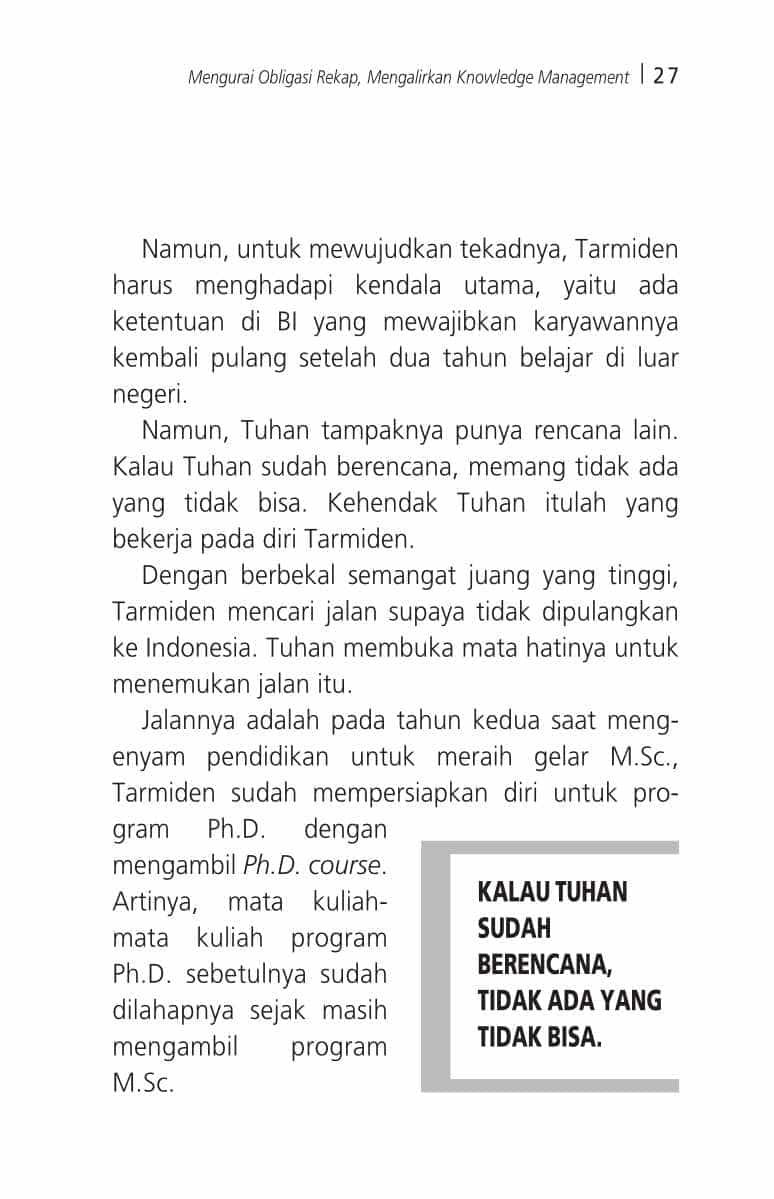 Mengurai Obligasi Rekap, Mengalirkan Knowledge Management | 27
Namun, untuk mewujudkan tekadnya, Tarmiden
harus menghadapi kendala utama, yaitu ada
ketentuan di BI yang mewajibkan karyawannya
kembali pulang setelah dua tahun belajar di luar
negeri.
Namun, Tuhan tampaknya punya rencana lain.
Kalau Tuhan sudah berencana, memang tidak ada
yang tidak bisa. Kehendak Tuhan itulah yang
bekerja pada diri Tarmiden.
Dengan berbekal semangat juang yang tinggi,
Tarmiden mencari jalan supaya tidak dipulangkan
ke Indonesia. Tuhan membuka mata hatinya untuk
menemukan jalan itu.
Jalannya adalah pada tahun kedua saat meng-
enyam pendidikan untuk meraih gelar M.Sc.,
Tarmiden sudah mempersiapkan diri untuk pro-
gram Ph.D. dengan
mengambil Ph.D. course.
Artinya, mata kuliah-
mata kuliah program
Ph.D. sebetulnya sudah
dilahapnya sejak masih
mengambil program
M.Sc.
KALAU TUHAN
SUDAH
BERENCANA,
TIDAK ADA YANG
TIDAK BISA.